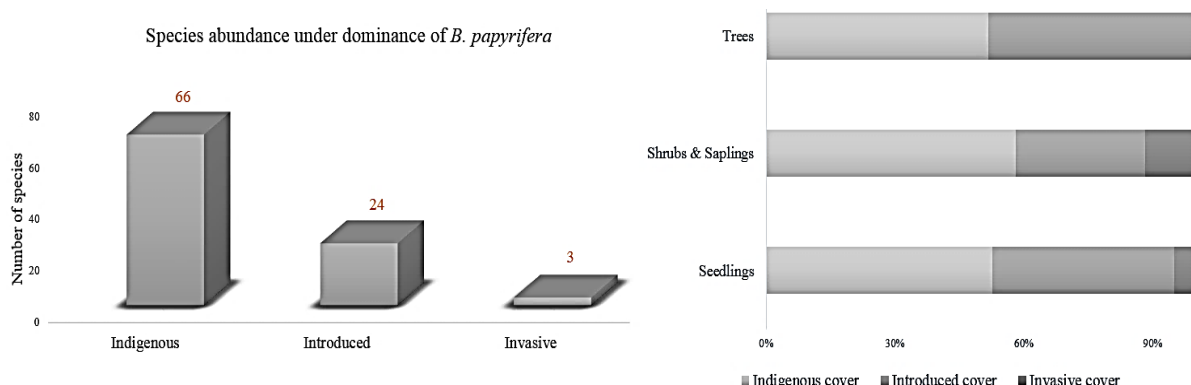 Species abundance under dominance of B. papyrifera
Number of species
80
60
40
20
0
66
24
3
Indigenous
Introduced
Invasive
Trees
Shrubs & Saplings
Seedlings
0%
30%
60%
90%
Indigenous cover
Introduced cover
Invasive cover